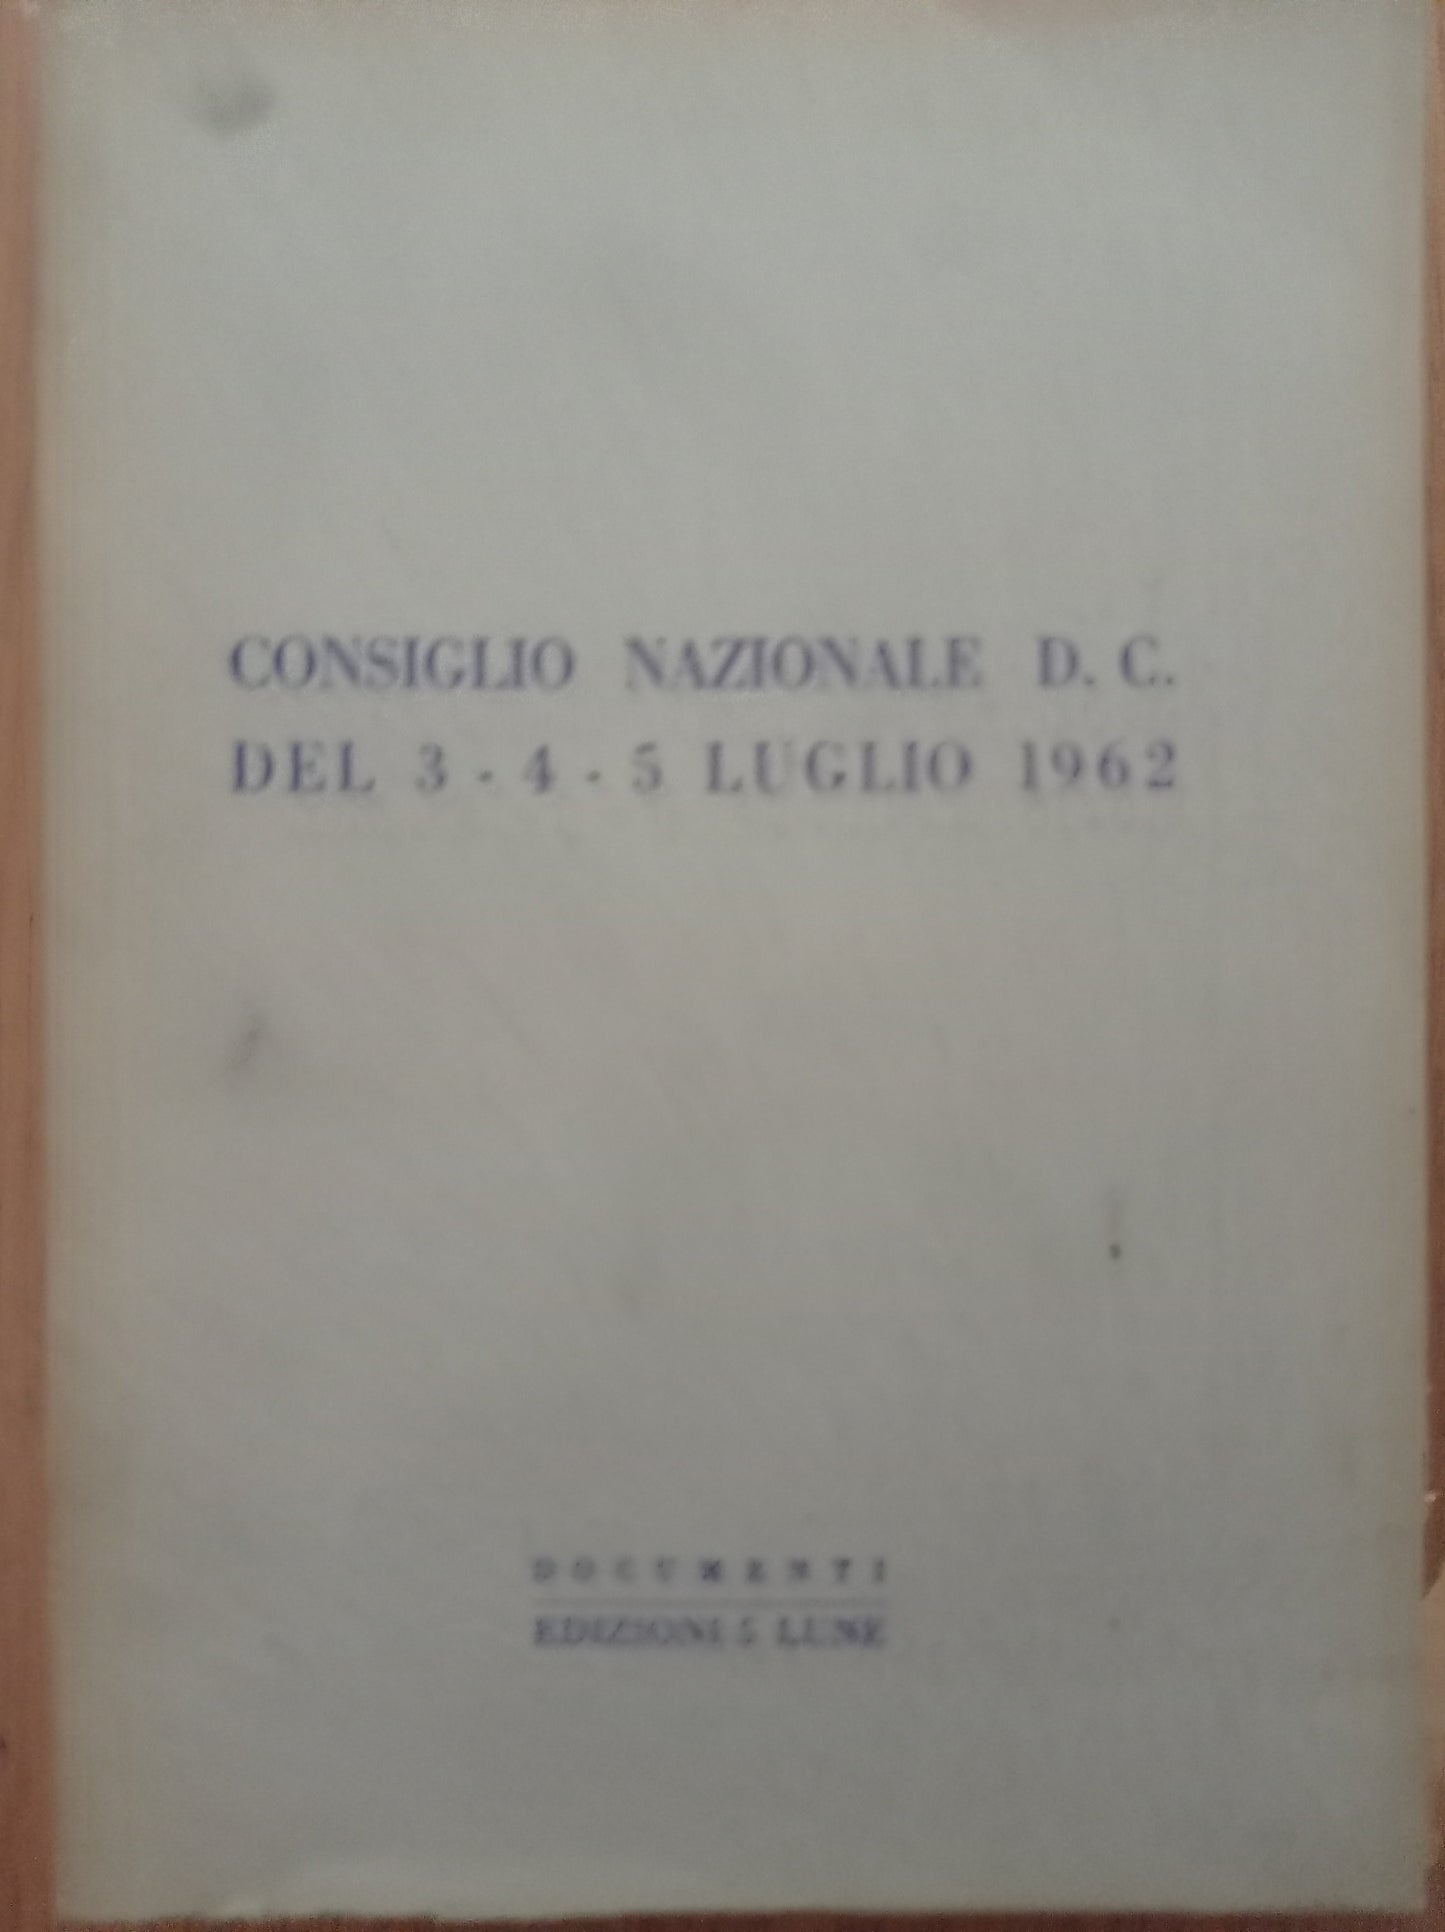 CONSIGLIO NAZIONALE D. C.
DEL 3 - 4 - 5 LUGLIO 1962
DOCUMENTI
EDIZIONI 5 LUNE